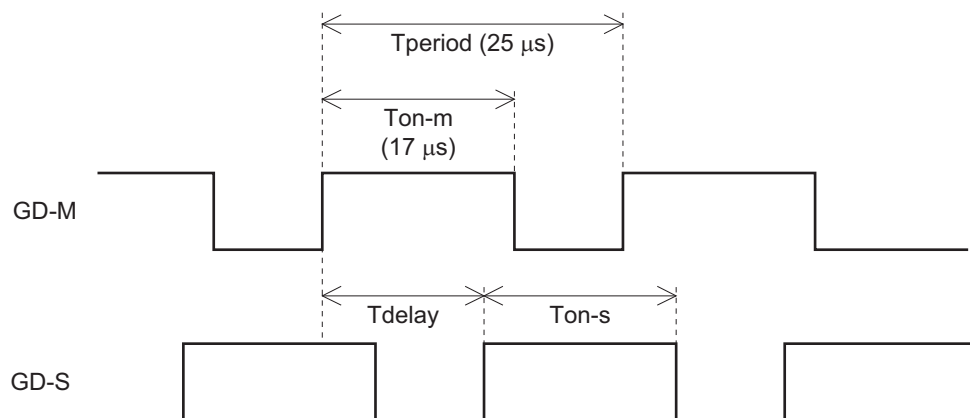 Tperiod (25 μs)
Ton-m
(17 μs)
GD-M
Tdelay
Ton-s
GD-S